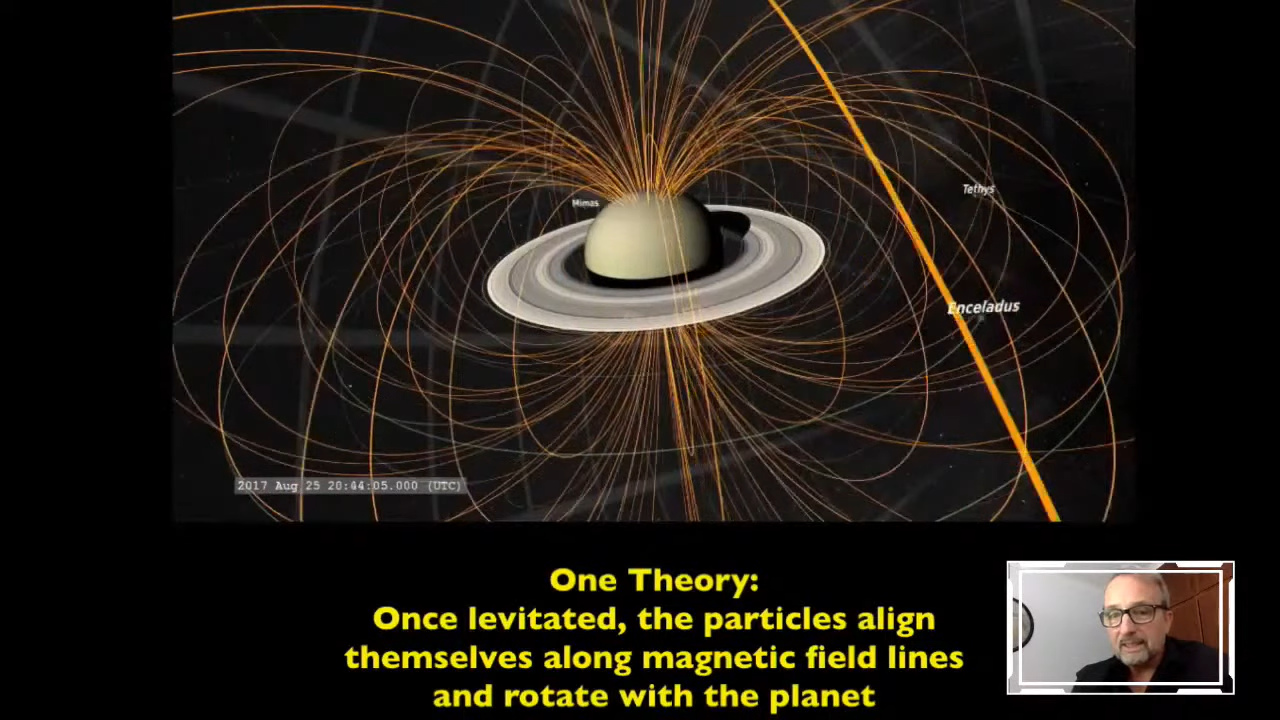 Mimas
Tethys
Enceladus
2017 Aug 25 20:44:05.000 (UTC)
One Theory:
Once levitated, the particles align
themselves along magnetic field lines
and rotate with the planet